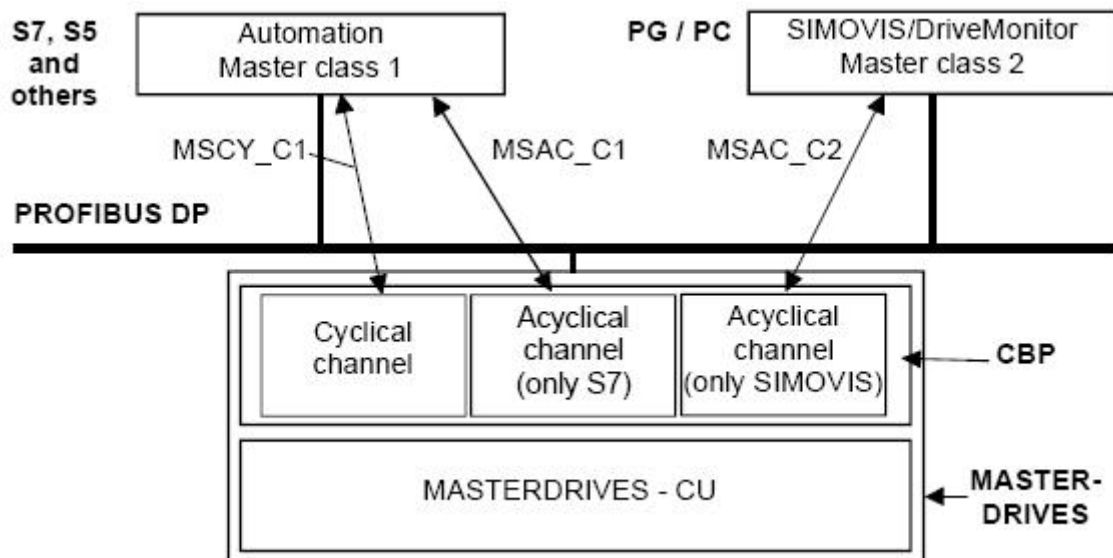 S7, S5
and
others
Automation
Master class 1
PG / PC
SIMOVIS/DriveMonitor
Master class 2
MSCY_C1
MSAC_C1
MSAC_C2
PROFIBUS DP
Cyclical
channel
Acyclical
channel
(only S7)
Acyclical
channel
(only SIMOVIS)
CBP
MASTERDRIVES - CU
MASTER-
DRIVES